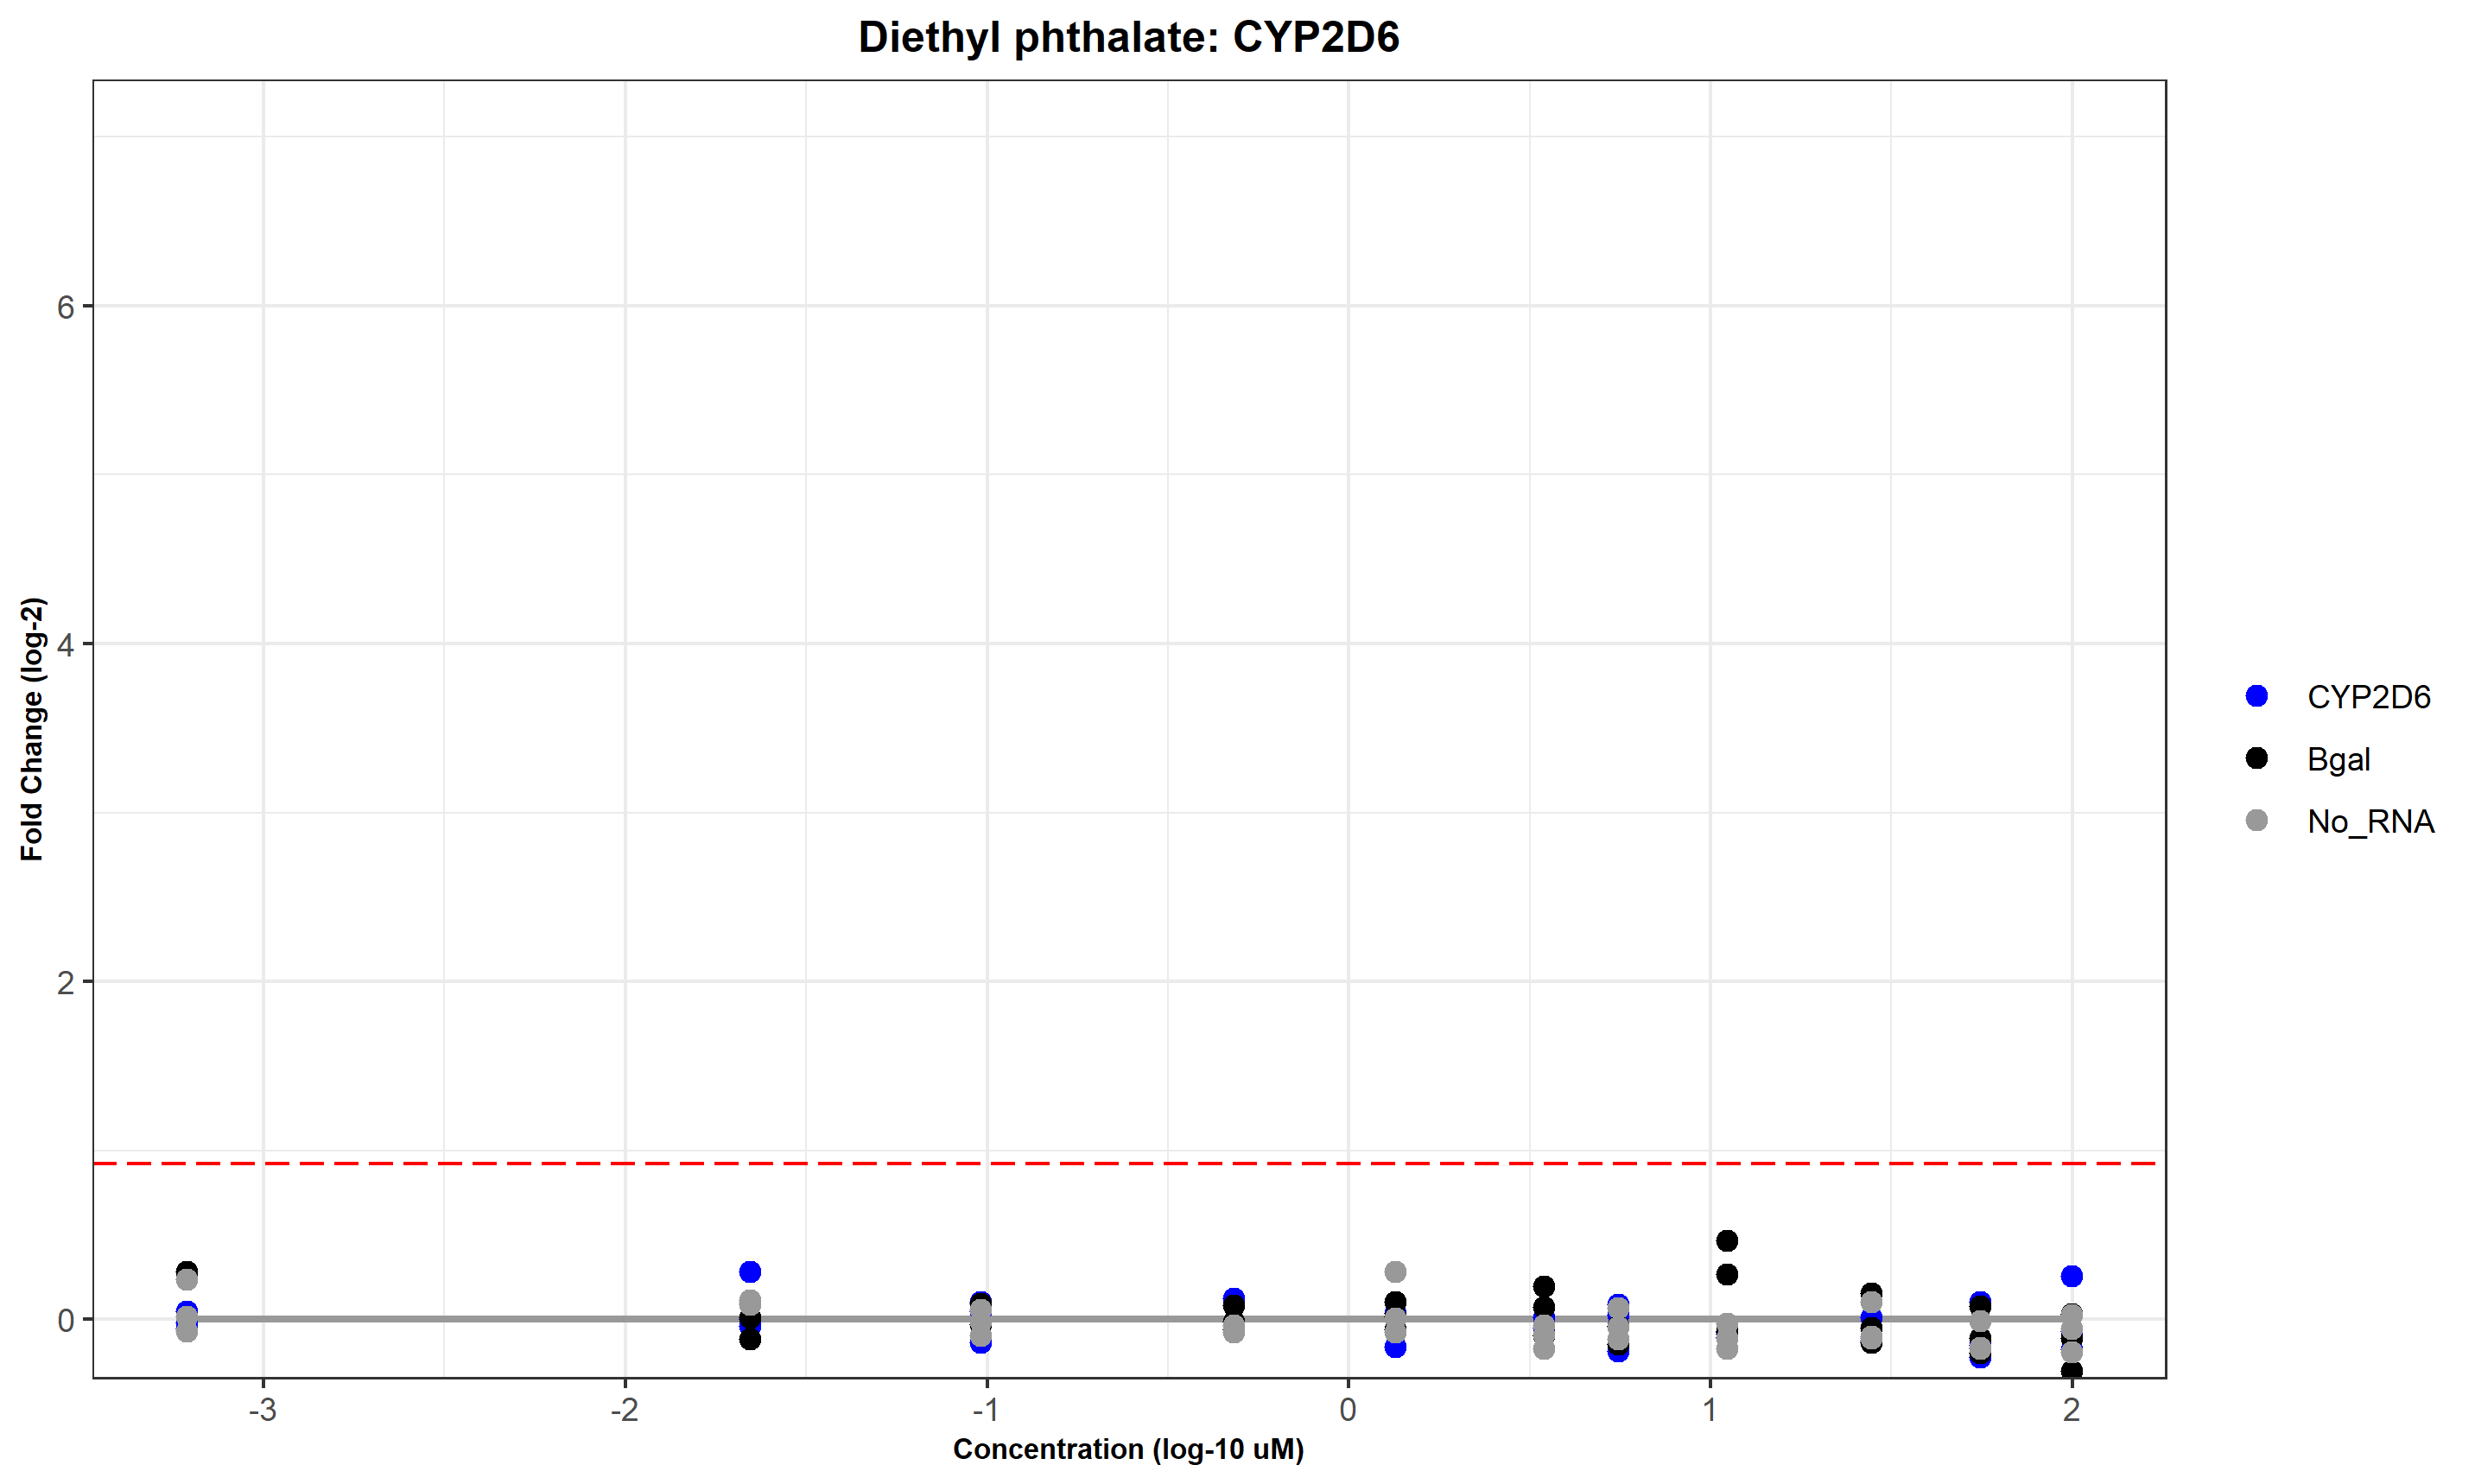 Diethyl phthalate: CYP2D6
Fold Change (log-2)
6
4
2
0
-3
-2
-1
0
1
2
Concentration (log-10 uM)
CYP2D6
Bgal
No_RNA